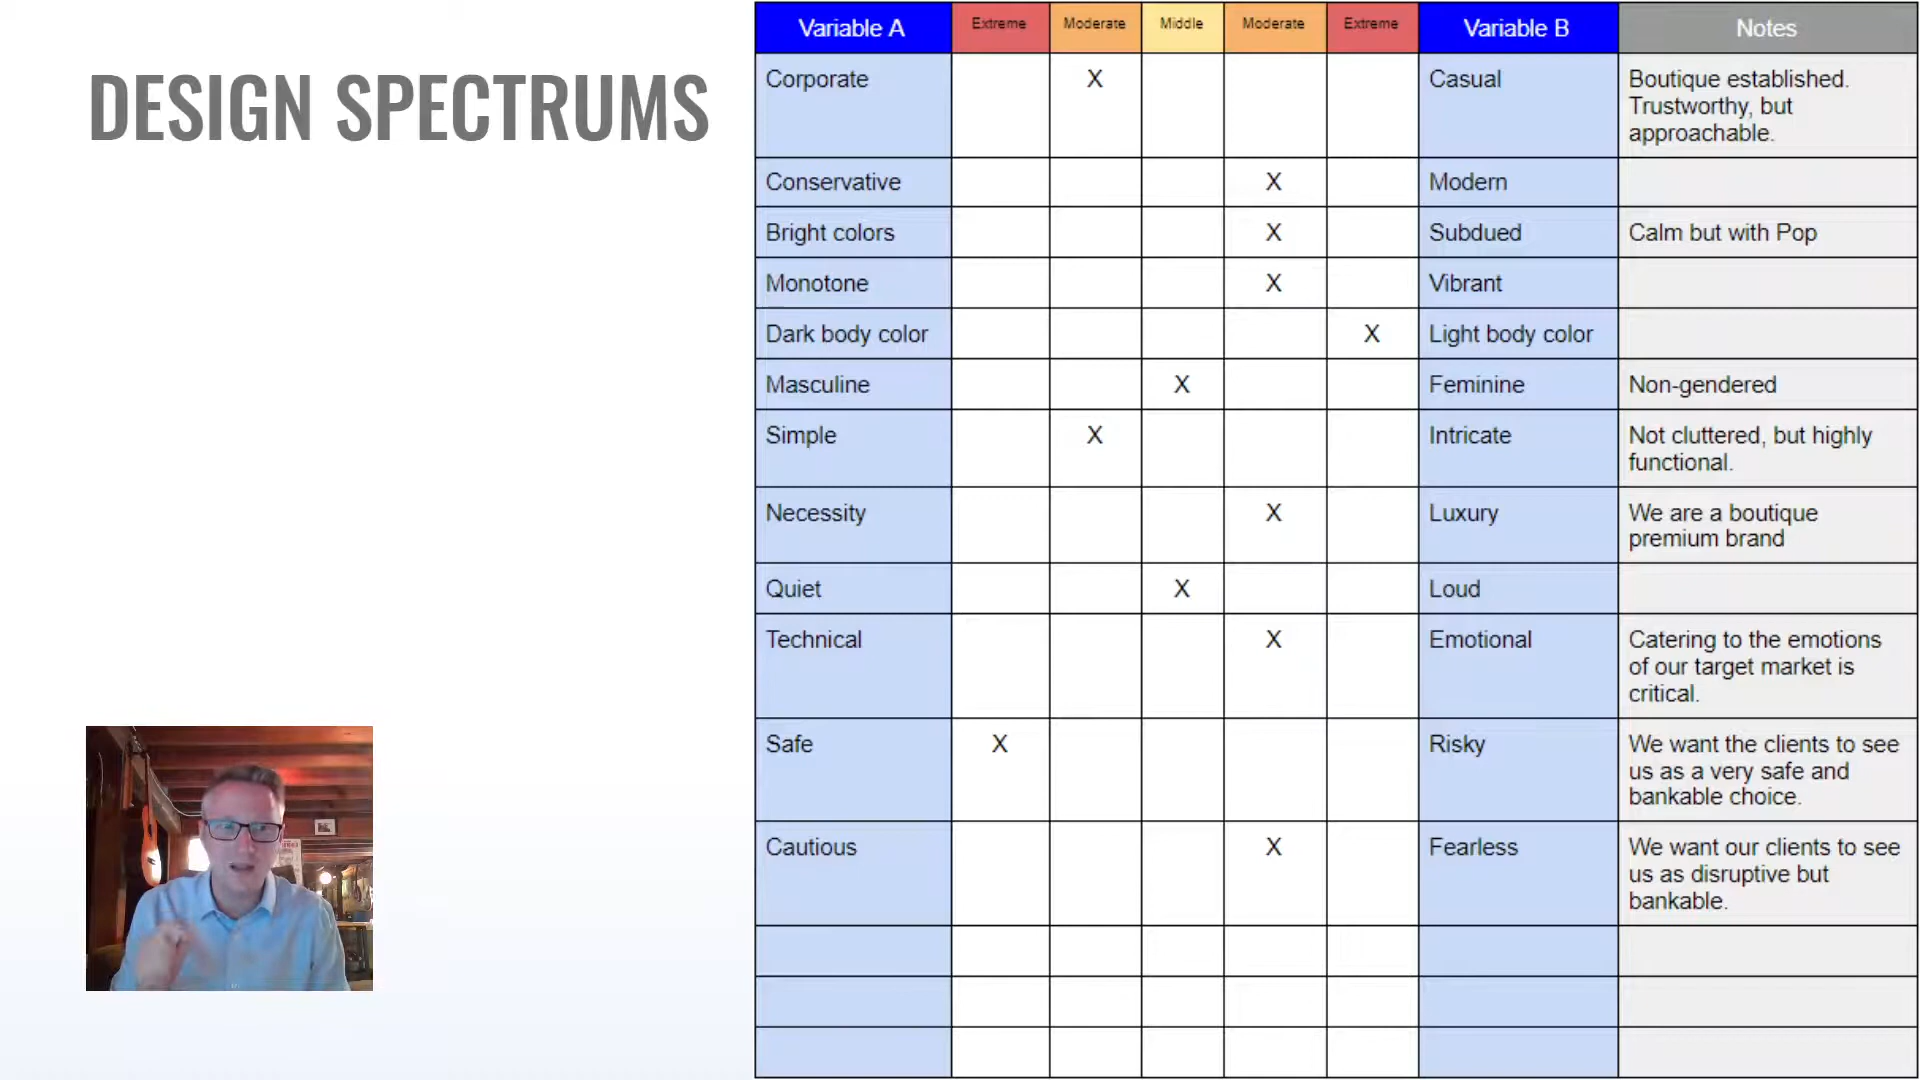 DESIGN SPECTRUMS
Variable A Extreme Moderate Middle Moderate Extreme Variable B Notes
Corporate X Casual Boutique established.
Trustworthy, but
approachable.
Conservative X Modern
Bright colors X Subdued Calm but with Pop
Monotone X Vibrant
Dark body color X Light body color
Masculine X Feminine Non-gendered
Simple X Intricate Not cluttered, but highly
functional.
Necessity X Luxury We are a boutique
premium brand
Quiet X Loud
Technical X Emotional Catering to the emotions
of our target market is
critical.
Safe X Risky We want the clients to see
us as a very safe and
bankable choice.
Cautious X Fearless We want our clients to see
us as disruptive but
bankable.